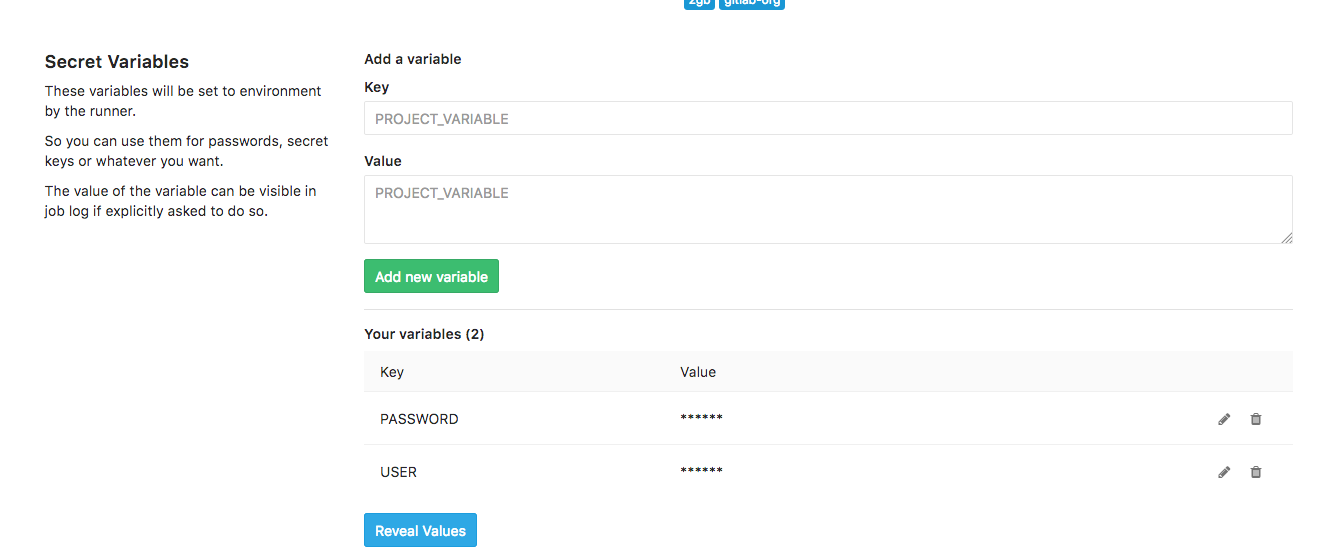 2gb gitlab-org
Secret Variables
These variables will be set to environment
by the runner.
So you can use them for passwords, secret
keys or whatever you want.
The value of the variable can be visible in
job log if explicitly asked to do so.
Add a variable
Key
PROJECT_VARIABLE
Value
PROJECT_VARIABLE
Add new variable
Your variables (2)
Key Value
PASSWORD ******
USER ******
Reveal Values